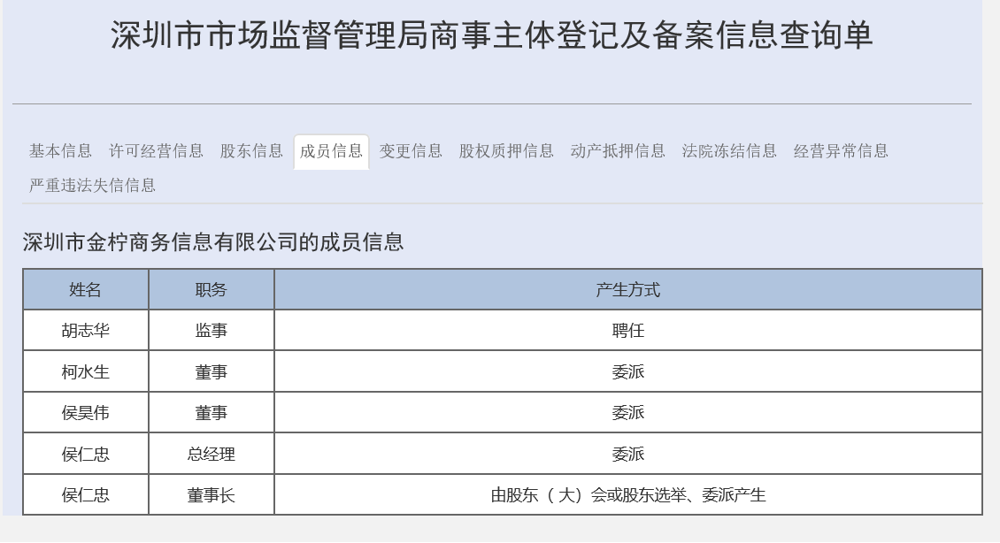 深圳市市场监督管理局商事主体登记及备案信息查询单
基本信息 许可经营信息 股东信息 成员信息 变更信息 股权质押信息 动产抵押信息 法院冻结信息 经营异常信息
严重违法失信信息
深圳市金柠商务信息有限公司的成员信息
姓名 职务 产生方式
胡志华 监事 聘任
柯水生 董事 委派
侯昊伟 董事 委派
侯仁忠 总经理 委派
侯仁忠 董事长 由股东（大）会或股东选举、委派产生